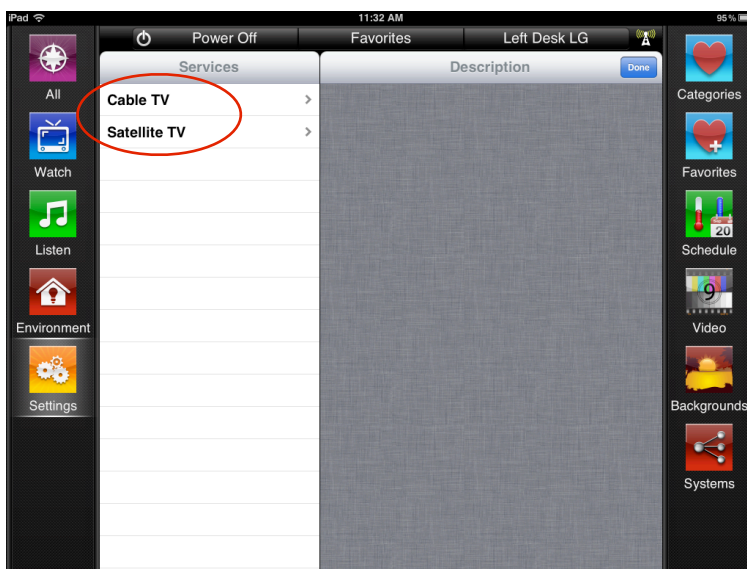 iPad 11:32 AM 95 %
Power Off Favorites Left Desk LG
Services Description Done
All
Watch
Listen
Environment
Settings
Cable TV
Satellite TV
Categories
Favorites
20
Schedule
9
Video
Backgrounds
Systems